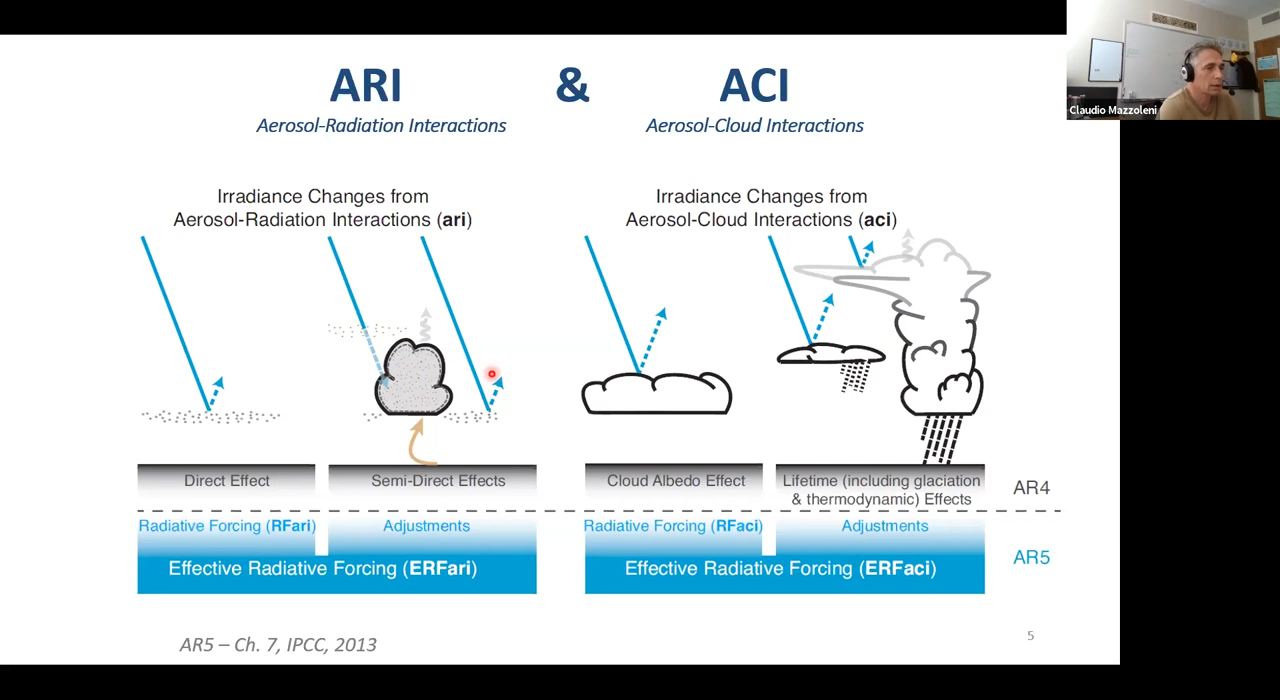 ARI & ACI
Aerosol-Radiation Interactions
Aerosol-Cloud Interactions
Claudio Mazzoleni
Irradiance Changes from
Aerosol-Radiation Interactions (ari)
Irradiance Changes from
Aerosol-Cloud Interactions (aci)
Direct Effect
Semi-Direct Effects
Cloud Albedo Effect
Lifetime (including glaciation
& thermodynamic) Effects
AR4
Radiative Forcing (RFari)
Adjustments
Radiative Forcing (RFaci)
Adjustments
AR5
Effective Radiative Forcing (ERFari)
Effective Radiative Forcing (ERFaci)
AR5 – Ch. 7, IPCC, 2013
5